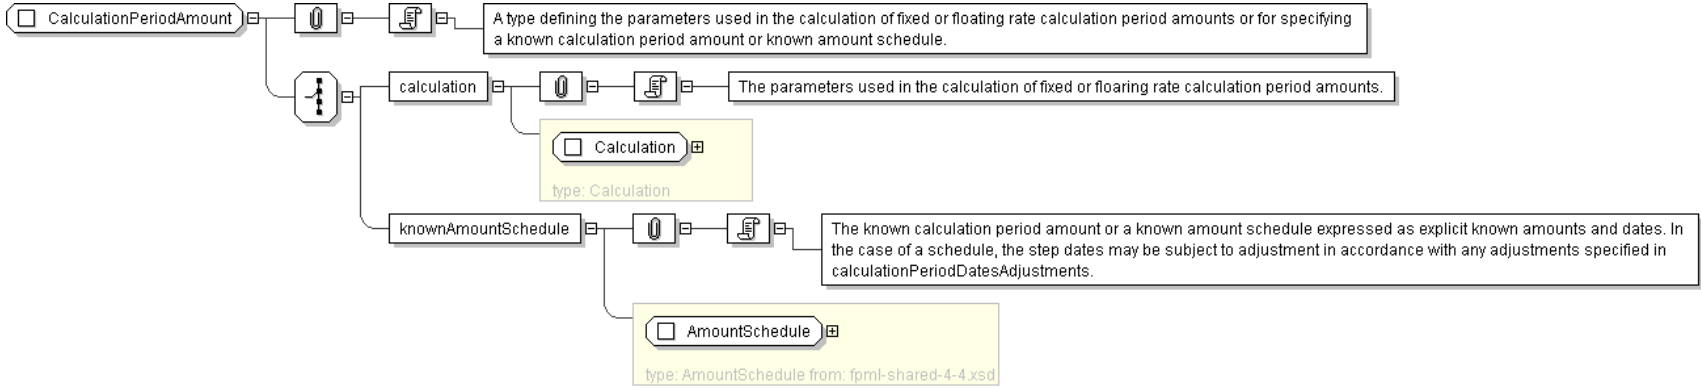 CalculationPeriodAmount
A type defining the parameters used in the calculation of fixed or floating rate calculation period amounts or for specifying
a known calculation period amount or known amount schedule.
calculation
The parameters used in the calculation of fixed or floaring rate calculation period amounts.
Calculation
type: Calculation
knownAmountSchedule
The known calculation period amount or a known amount schedule expressed as explicit known amounts and dates. In
the case of a schedule, the step dates may be subject to adjustment in accordance with any adjustments specified in
calculationPeriodDatesAdjustments.
AmountSchedule
type: AmountSchedule from: fpml-shared-4-4.xsd